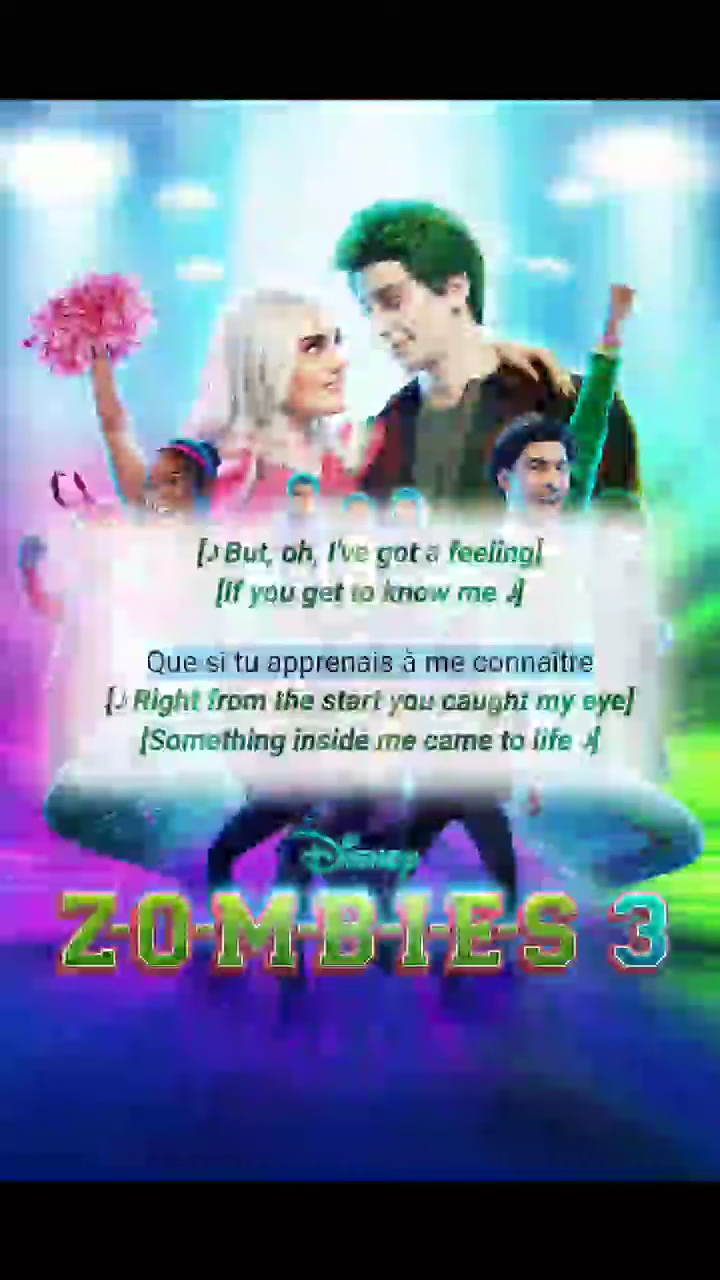 [♪ But, oh, I've got a feeling[
[If you get to know me ♪]
Que si tu apprenais à me connaître
[♪ Right from the start you caught my eye]
[Something inside me came to life ♪[
Disney
Z-O-M-B-I-E-S 3